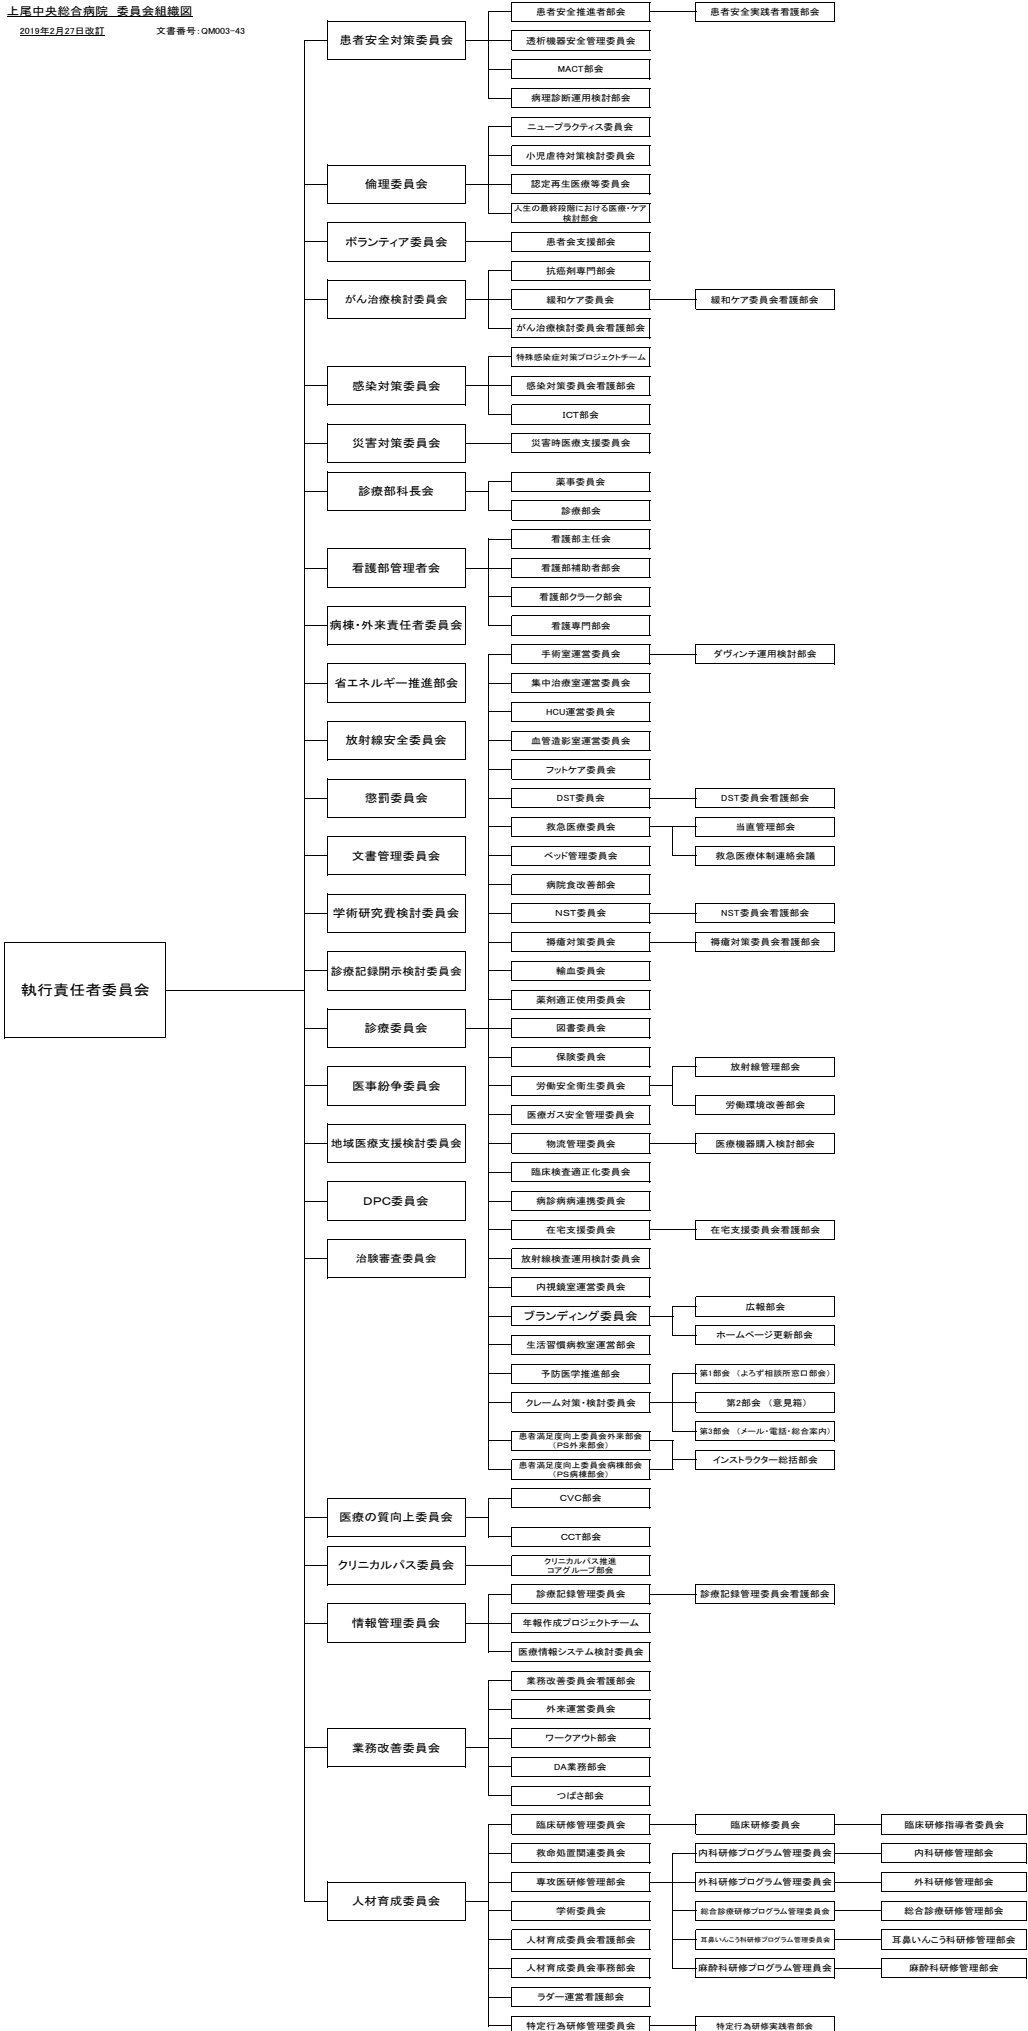 上尾中央総合病院　委員会組織図
2019年2月27日改訂　文書番号：QM003-43
執行責任者委員会
患者安全対策委員会
患者安全推進者部会
患者安全実践者看護部会
透析機器安全管理委員会
MACT部会
病理診断運用検討部会
倫理委員会
ニュープラクティス委員会
小児虐待対策検討委員会
認定再生医療等委員会
人生の最終段階における医療・ケア
検討部会
ボランティア委員会
患者会支援部会
がん治療検討委員会
抗癌剤専門部会
緩和ケア委員会
緩和ケア委員会看護部会
がん治療検討委員会看護部会
感染対策委員会
特殊感染症対策プロジェクトチーム
感染対策委員会看護部会
ICT部会
災害対策委員会
災害時医療支援委員会
診療部科長会
薬事委員会
診療部会
看護部管理者会
看護部主任会
看護部補助者部会
看護部クラーク部会
看護専門部会
病棟・外来責任者委員会
省エネルギー推進部会
放射線安全委員会
懲罰委員会
文書管理委員会
学術研究費検討委員会
診療記録開示検討委員会
診療委員会
手術室運営委員会
ダヴィンチ運用検討部会
集中治療室運営委員会
HCU運営委員会
血管造影室運営委員会
フットケア委員会
DST委員会
DST委員会看護部会
救急医療委員会
当直管理部会
救急医療体制連絡会議
ベッド管理委員会
病院食改善部会
NST委員会
NST委員会看護部会
褥瘡対策委員会
褥瘡対策委員会看護部会
輸血委員会
薬剤適正使用委員会
図書委員会
保険委員会
労働安全衛生委員会
放射線管理部会
労働環境改善部会
医療ガス安全管理委員会
物流管理委員会
医療機器購入検討部会
臨床検査適正化委員会
病診病病連携委員会
在宅支援委員会
在宅支援委員会看護部会
放射線検査運用検討委員会
内視鏡室運営委員会
ブランディング委員会
広報部会
ホームページ更新部会
生活習慣病教室運営部会
予防医学推進部会
クレーム対策・検討委員会
第1部会　（よろず相談所窓口部会）
第2部会　（意見箱）
第3部会　（メール・電話・総合案内）
患者満足度向上委員会外来部会
（PS外来部会）
患者満足度向上委員会病棟部会
（PS病棟部会）
インストラクター総括部会
医事紛争委員会
地域医療支援検討委員会
DPC委員会
治験審査委員会
医療の質向上委員会
CVC部会
CCT部会
クリニカルパス委員会
クリニカルパス推進
コアグループ部会
情報管理委員会
診療記録管理委員会
診療記録管理委員会看護部会
年報作成プロジェクトチーム
医療情報システム検討委員会
業務改善委員会
業務改善委員会看護部会
外来運営委員会
ワークアウト部会
DA業務部会
つばさ部会
人材育成委員会
臨床研修管理委員会
臨床研修委員会
臨床研修指導者委員会
救命処置関連委員会
専攻医研修管理部会
内科研修プログラム管理委員会
内科研修管理部会
外科研修プログラム管理委員会
外科研修管理部会
総合診療研修プログラム管理委員会
総合診療研修管理部会
耳鼻いんこう科研修プログラム管理委員会
耳鼻いんこう科研修管理部会
麻酔科研修プログラム管理員会
麻酔科研修管理部会
学術委員会
人材育成委員会看護部会
人材育成委員会事務部会
ラダー運営看護部会
特定行為研修管理委員会
特定行為研修実践者部会